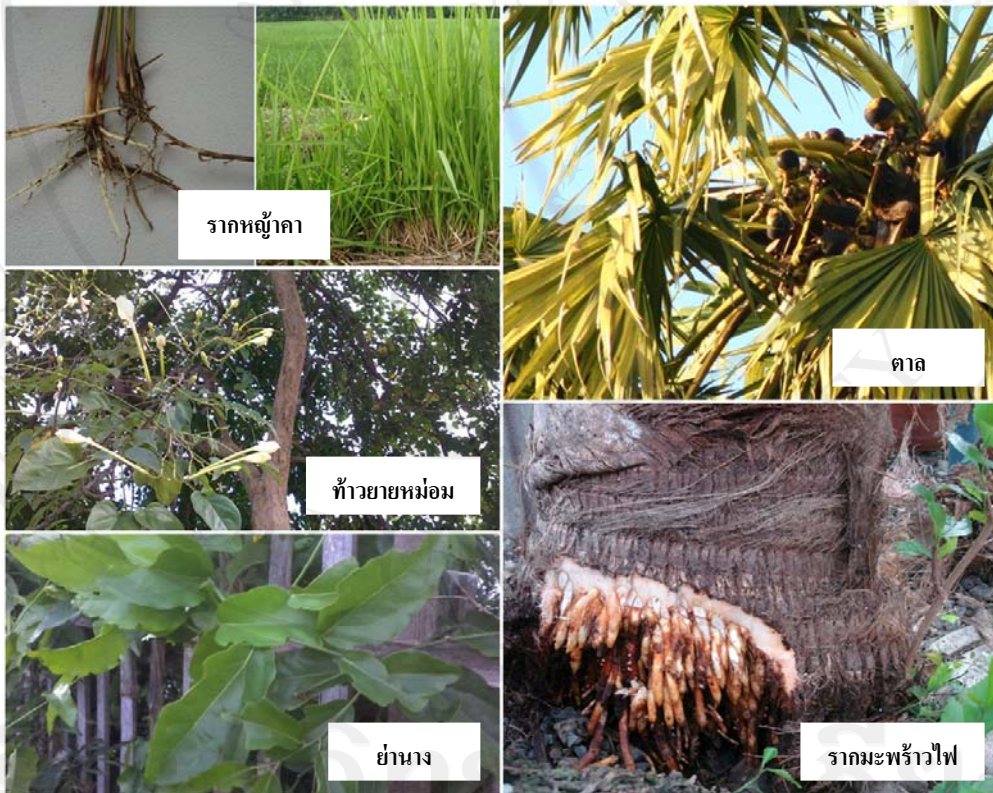 รากหญ้าคา
ตาล
ท้าวยายหม่อม
ย่านาง
รากมะพร้าวไฟ